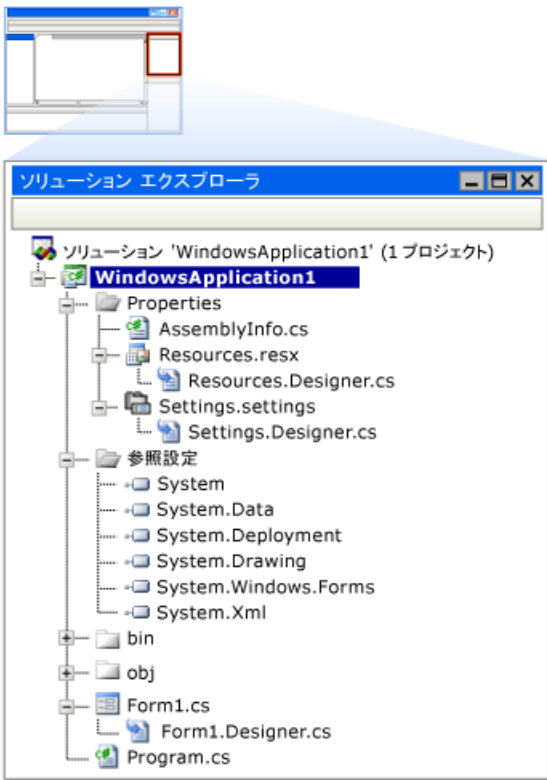 ソリューション エクスプローラ
ソリューション 'WindowsApplication1' (1 プロジェクト)
WindowsApplication1
Properties
AssemblyInfo.cs
Resources.resx
Resources.Designer.cs
Settings.settings
Settings.Designer.cs
参照設定
System
System.Data
System.Deployment
System.Drawing
System.Windows.Forms
System.Xml
bin
obj
Form1.cs
Form1.Designer.cs
Program.cs